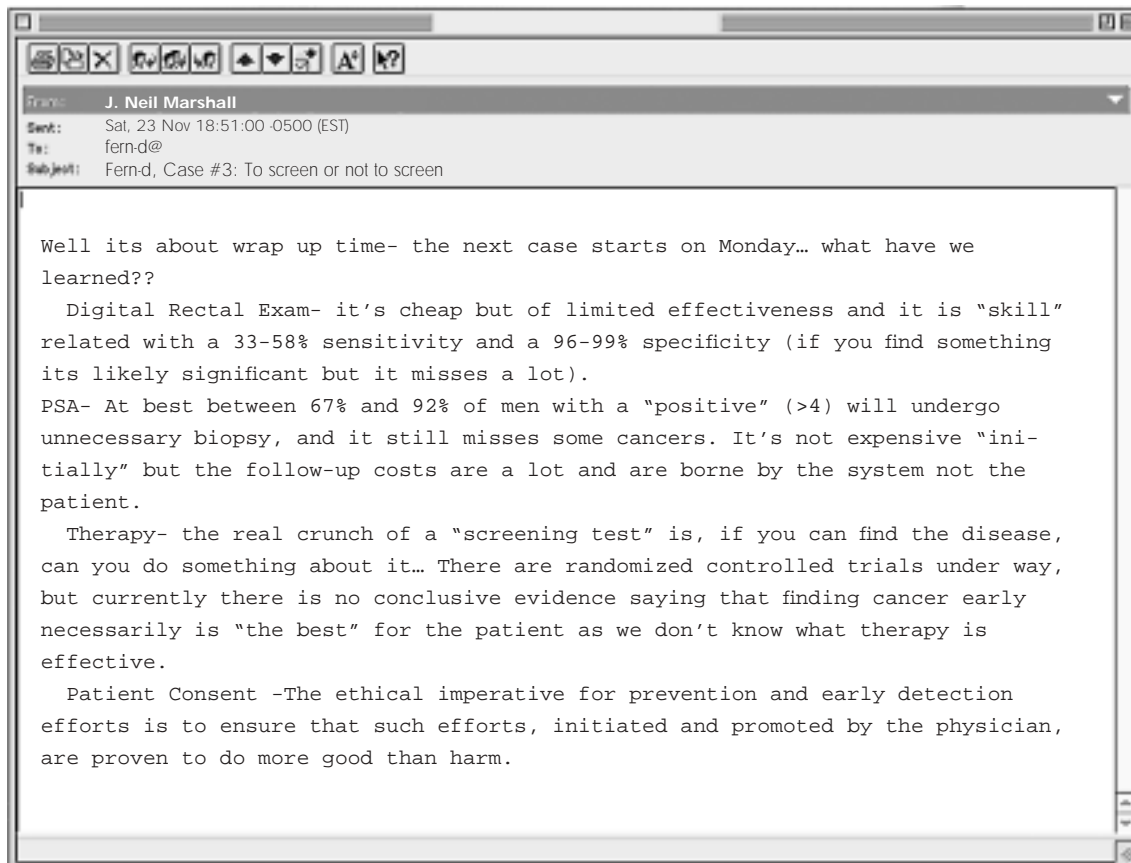 From: J. Neil Marshall
Sent: Sat, 23 Nov 18:51:00 -0500 (EST)
To: fern-d@
Subject: Fern-d, Case #3: To screen or not to screen
Well its about wrap up time- the next case starts on Monday… what have we
learned??
Digital Rectal Exam- it’s cheap but of limited effectiveness and it is “skill”
related with a 33-58% sensitivity and a 96-99% specificity (if you find something
its likely significant but it misses a lot).
PSA- At best between 67% and 92% of men with a “positive” (>4) will undergo
unnecessary biopsy, and it still misses some cancers. It’s not expensive “ini-
tially” but the follow-up costs are a lot and are borne by the system not the
patient.
Therapy- the real crunch of a “screening test” is, if you can find the disease,
can you do something about it… There are randomized controlled trials under way,
but currently there is no conclusive evidence saying that finding cancer early
necessarily is “the best” for the patient as we don’t know what therapy is
effective.
Patient Consent -The ethical imperative for prevention and early detection
efforts is to ensure that such efforts, initiated and promoted by the physician,
are proven to do more good than harm.